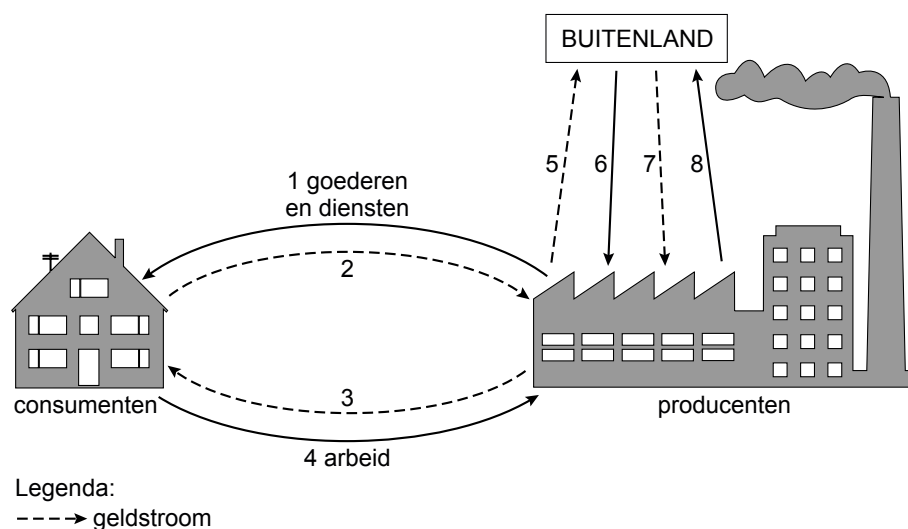 BUITENLAND
5 6 7 8
1 goederen
en diensten
2
3
consumenten
producenten
4 arbeid
Legenda:
geldstroom